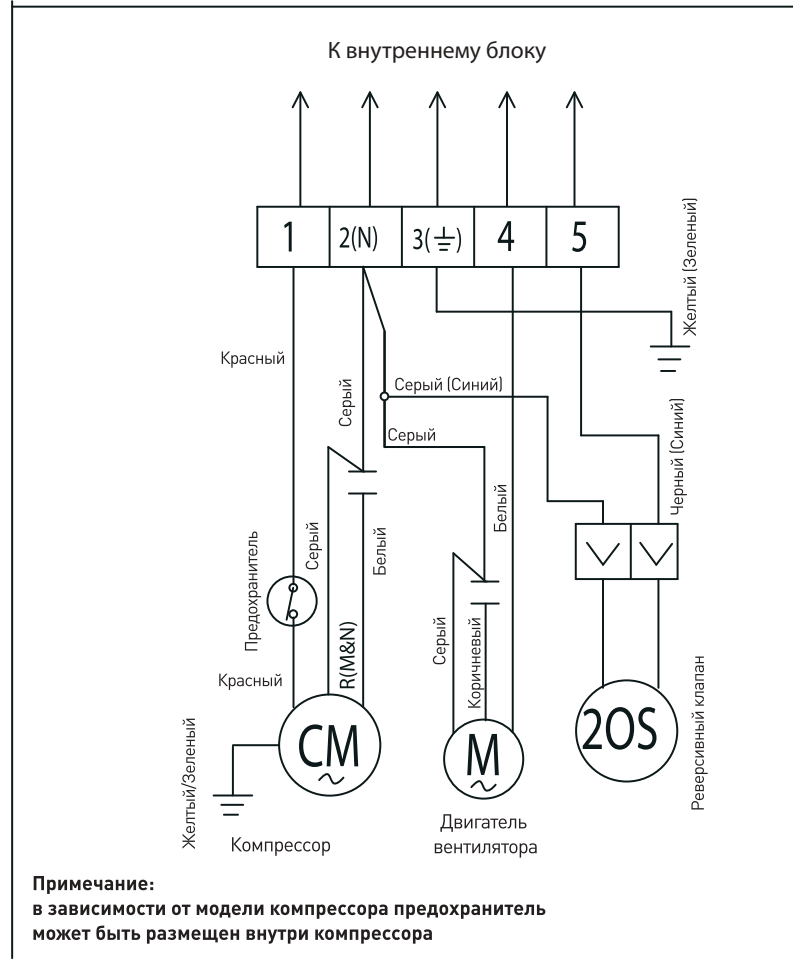 К внутреннему блоку
1
2(N)
3(⏚)
4
5
Желтый (Зеленый)
Красный
Серый
Серый (Синий)
Серый
Черный (Синий)
Предохранитель
Серый
Белый
Белый
R(M&N)
Серый
Коричневый
Красный
CM
M
2OS
Реверсивный клапан
Желтый/Зеленый
Компрессор
Двигатель
вентилятора
Примечание:
в зависимости от модели компрессора предохранитель
может быть размещен внутри компрессора